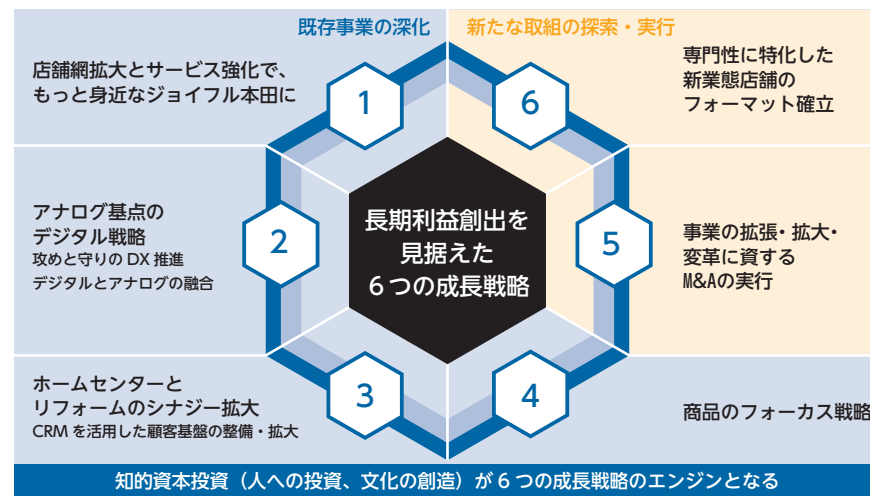 既存事業の深化
新たな取組の探索・実行
店舗網拡大とサービス強化で、
もっと身近なジョイフル本田に
1
6
専門性に特化した
新業態店舗の
フォーマット確立
アナログ基点の
デジタル戦略
攻めと守りの DX 推進
デジタルとアナログの融合
2
長期利益創出を
見据えた
6つの成長戦略
5
事業の拡張・拡大・
変革に資する
M&Aの実行
ホームセンターと
リフォームのシナジー拡大
CRM を活用した顧客基盤の整備・拡大
3
4
商品のフォーカス戦略
知的資本投資（人への投資、文化の創造）が6つの成長戦略のエンジンとなる